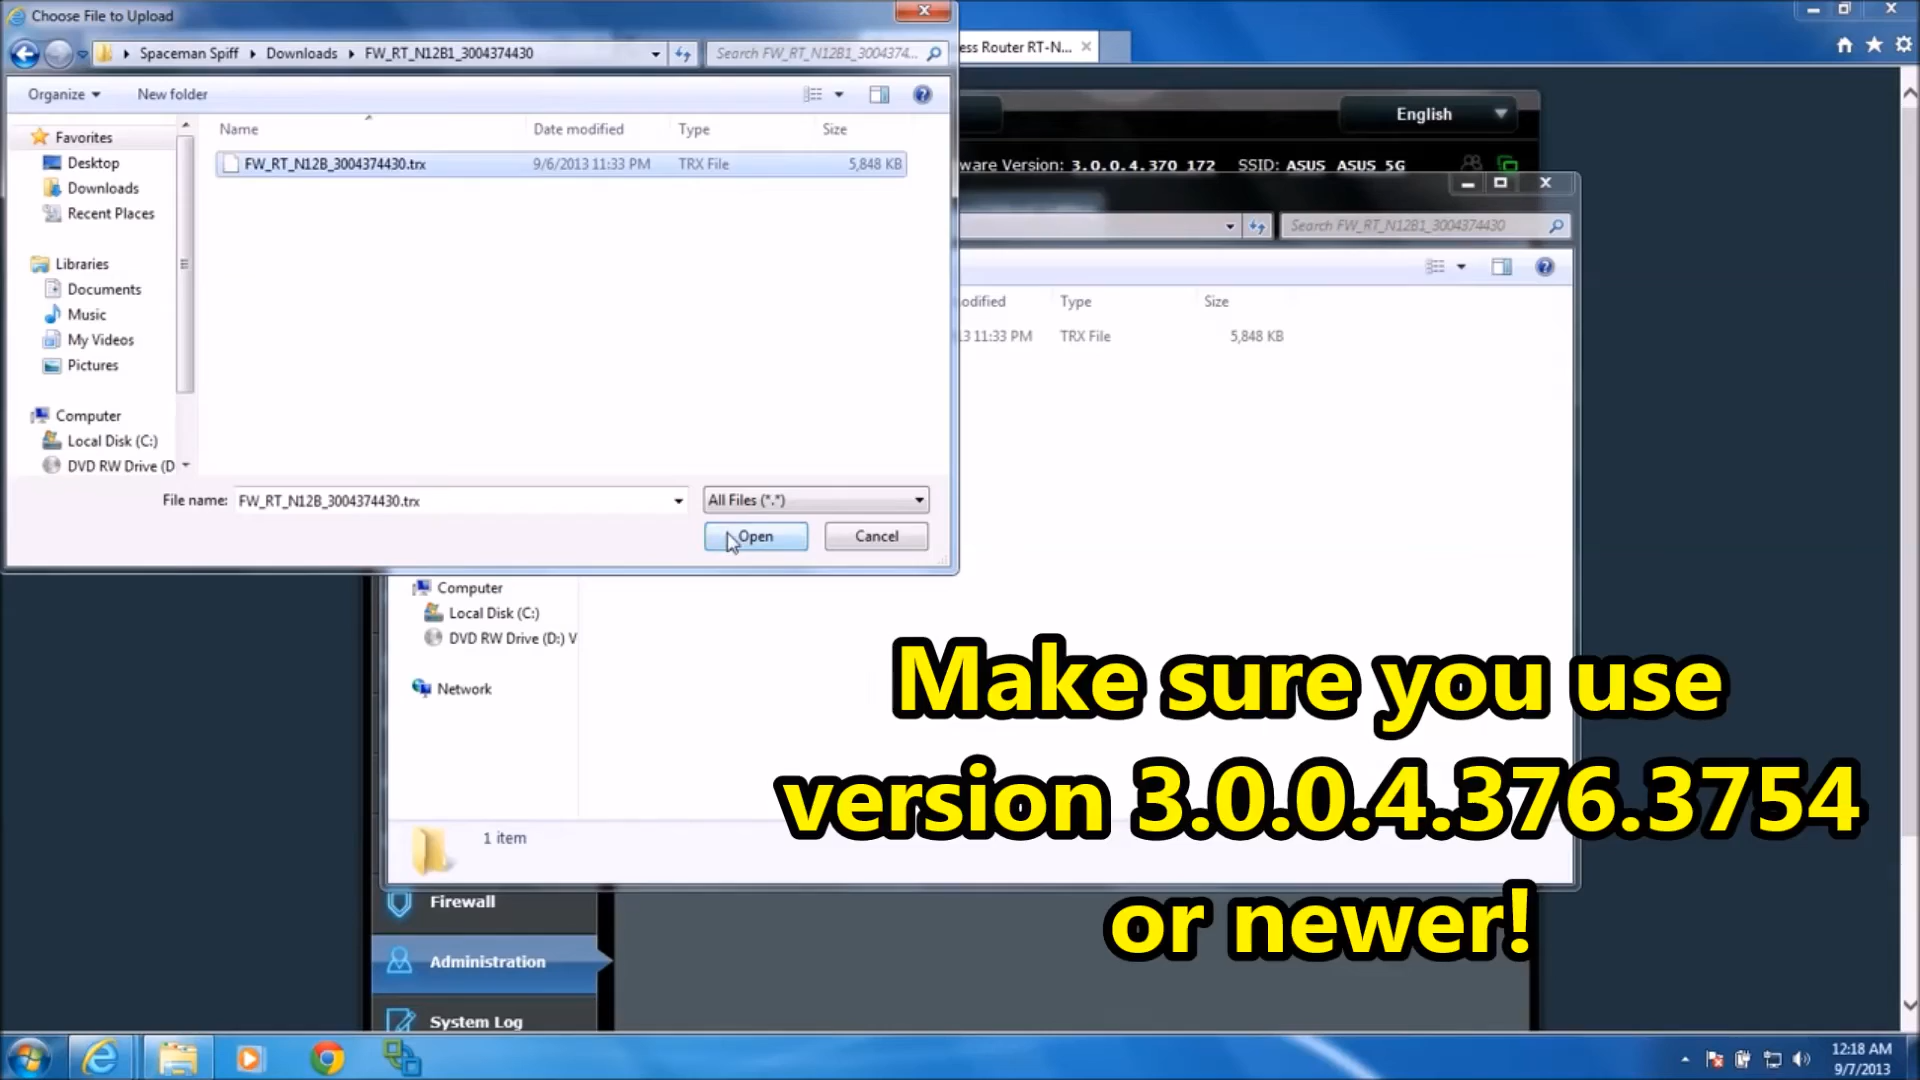 Choose File to Upload
Spaceman Spiff Downloads FW_RT_N12B1_3004374430
Search FW_RT_N12B1_3004374...
ess Router RT-N...
Organize
New folder
English
Name
Date modified
Type
Size
Favorites
Desktop
Downloads
Recent Places
FW_RT_N12B_3004374430.trx
9/6/2013 11:33 PM
TRX File
5,848 KB
ware Version: 3.0.0.4.370_172 SSID: ASUS ASUS_5G
Search FW_RT_N12B1_3004374430
Libraries
Documents
Music
My Videos
Pictures
odified
Type
Size
13 11:33 PM
TRX File
5,848 KB
Computer
Local Disk (C:)
DVD RW Drive (D
File name:
FW_RT_N12B_3004374430.trx
All Files (*.*)
Open
Cancel
Computer
Local Disk (C:)
DVD RW Drive (D:) V
Network
Make sure you use
version 3.0.0.4.376.3754
or newer!
1 item
Firewall
Administration
System Log
12:18 AM
9/7/2013